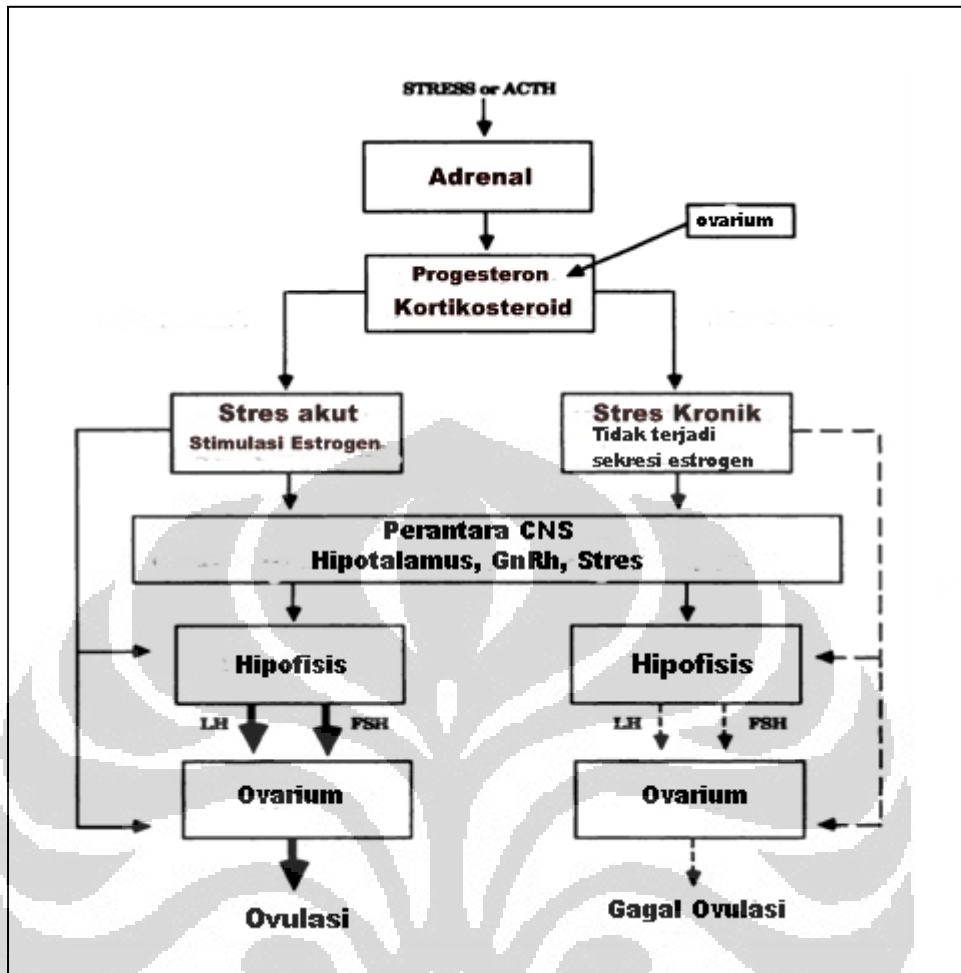 STRESS or ACTH
Adrenal
ovarium
Progesteron
Kortikosteroid
Stres akut
Stimulasi Estrogen
Stres Kronik
Tidak terjadi
sekresi estrogen
Perantara CNS
Hipotalamus, GnRh, Stres
Hipofisis
Hipofisis
LH
FSH
LH
FSH
Ovarium
Ovarium
Ovulasi
Gagal Ovulasi